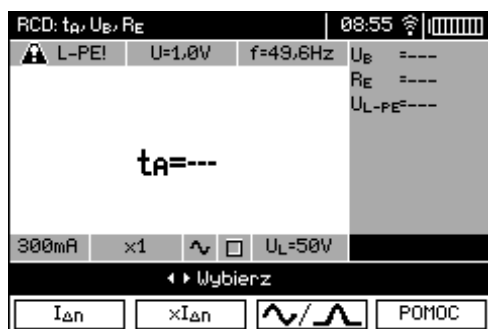 RCD: tA, UB, RE 08:55
L-PE! U=1,0V f=49,6Hz
UB =---
RE =---
UL-PE=---
tA=---
300mA x1 UL=50V
Wybierz
IΔn xIΔn / POMOC